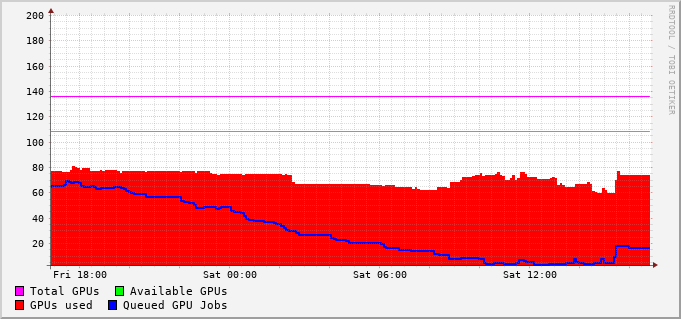 RRDTOOL / TOBI OETIKER
200
180
160
140
120
100
80
60
40
20
Fri 18:00 Sat 00:00 Sat 06:00 Sat 12:00
Total GPUs Available GPUs
GPUs used Queued GPU Jobs